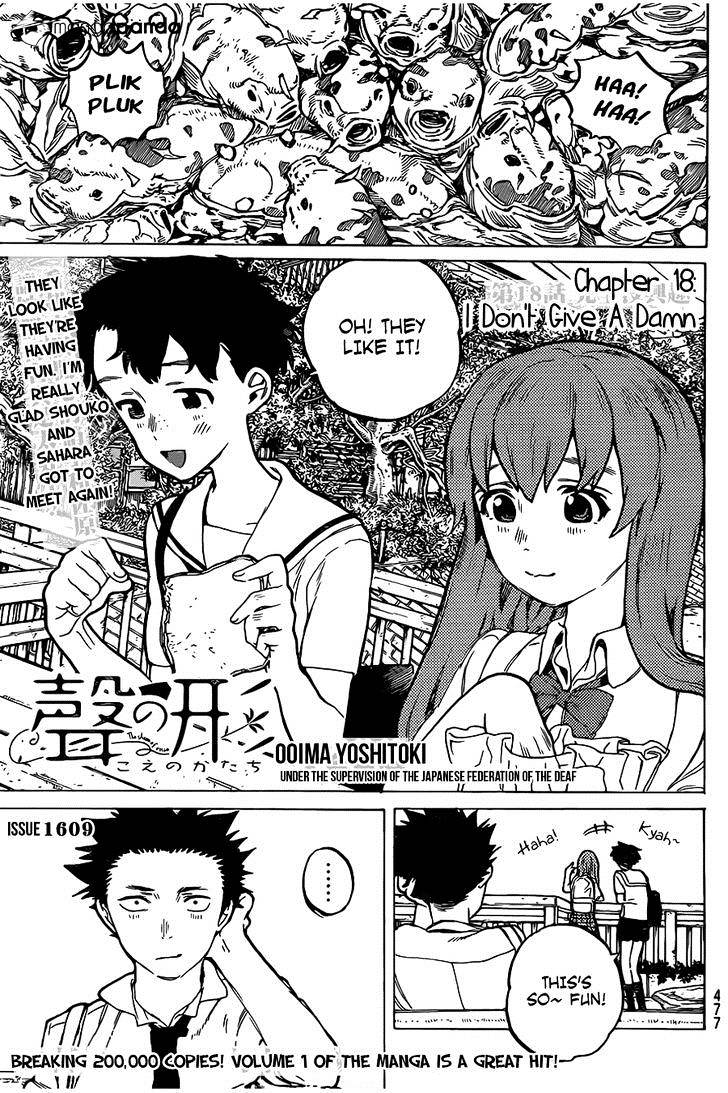 PLIK
PLUK
HAA!
HAA!
Chapter 18:
I Don't Give A Damn
OH! THEY
LIKE IT!
THEY
LOOK LIKE
THEY'RE
HAVING
FUN. I'M
REALLY
GLAD SHOUKO
AND
SAHARA
GOT TO
MEET AGAIN!
聲の形
こえのかたち
OOIMA YOSHITOKI
UNDER THE SUPERVISION OF THE JAPANESE FEDERATION OF THE DEAF
Haha!
Kyah~
ISSUE 1609
......
THIS'S
SO~ FUN!
477
BREAKING 200,000 COPIES! VOLUME 1 OF THE MANGA IS A GREAT HIT!